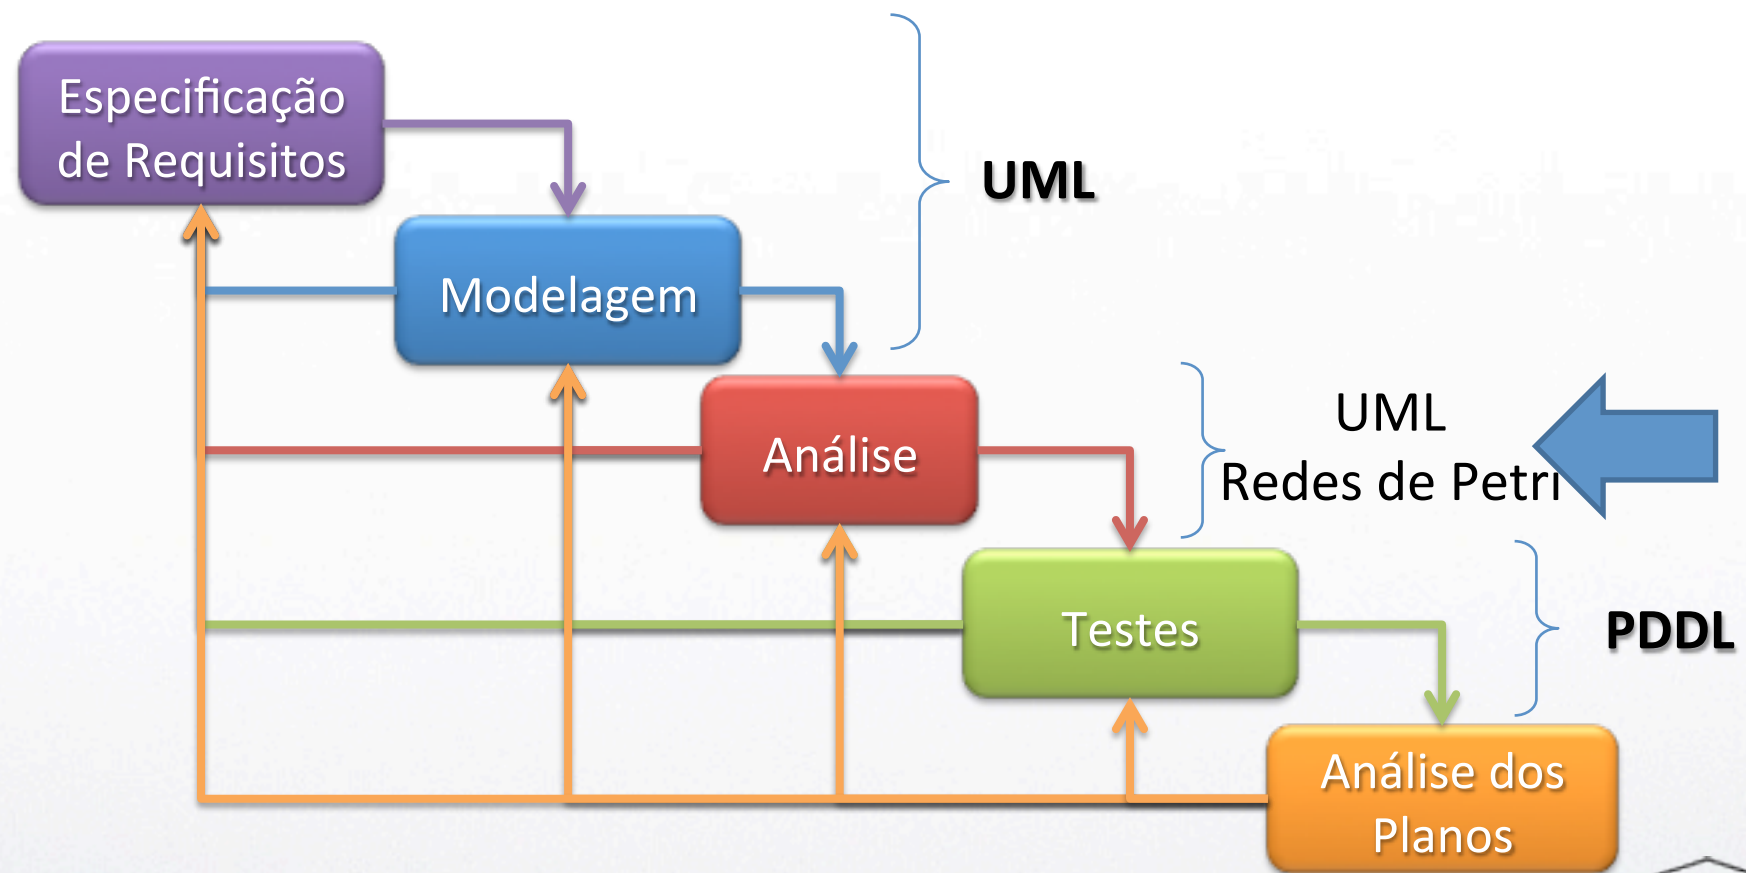 Especificação
de Requisitos
UML
Modelagem
UML
Redes de Petri
Análise
Testes
PDDL
Análise dos
Planos